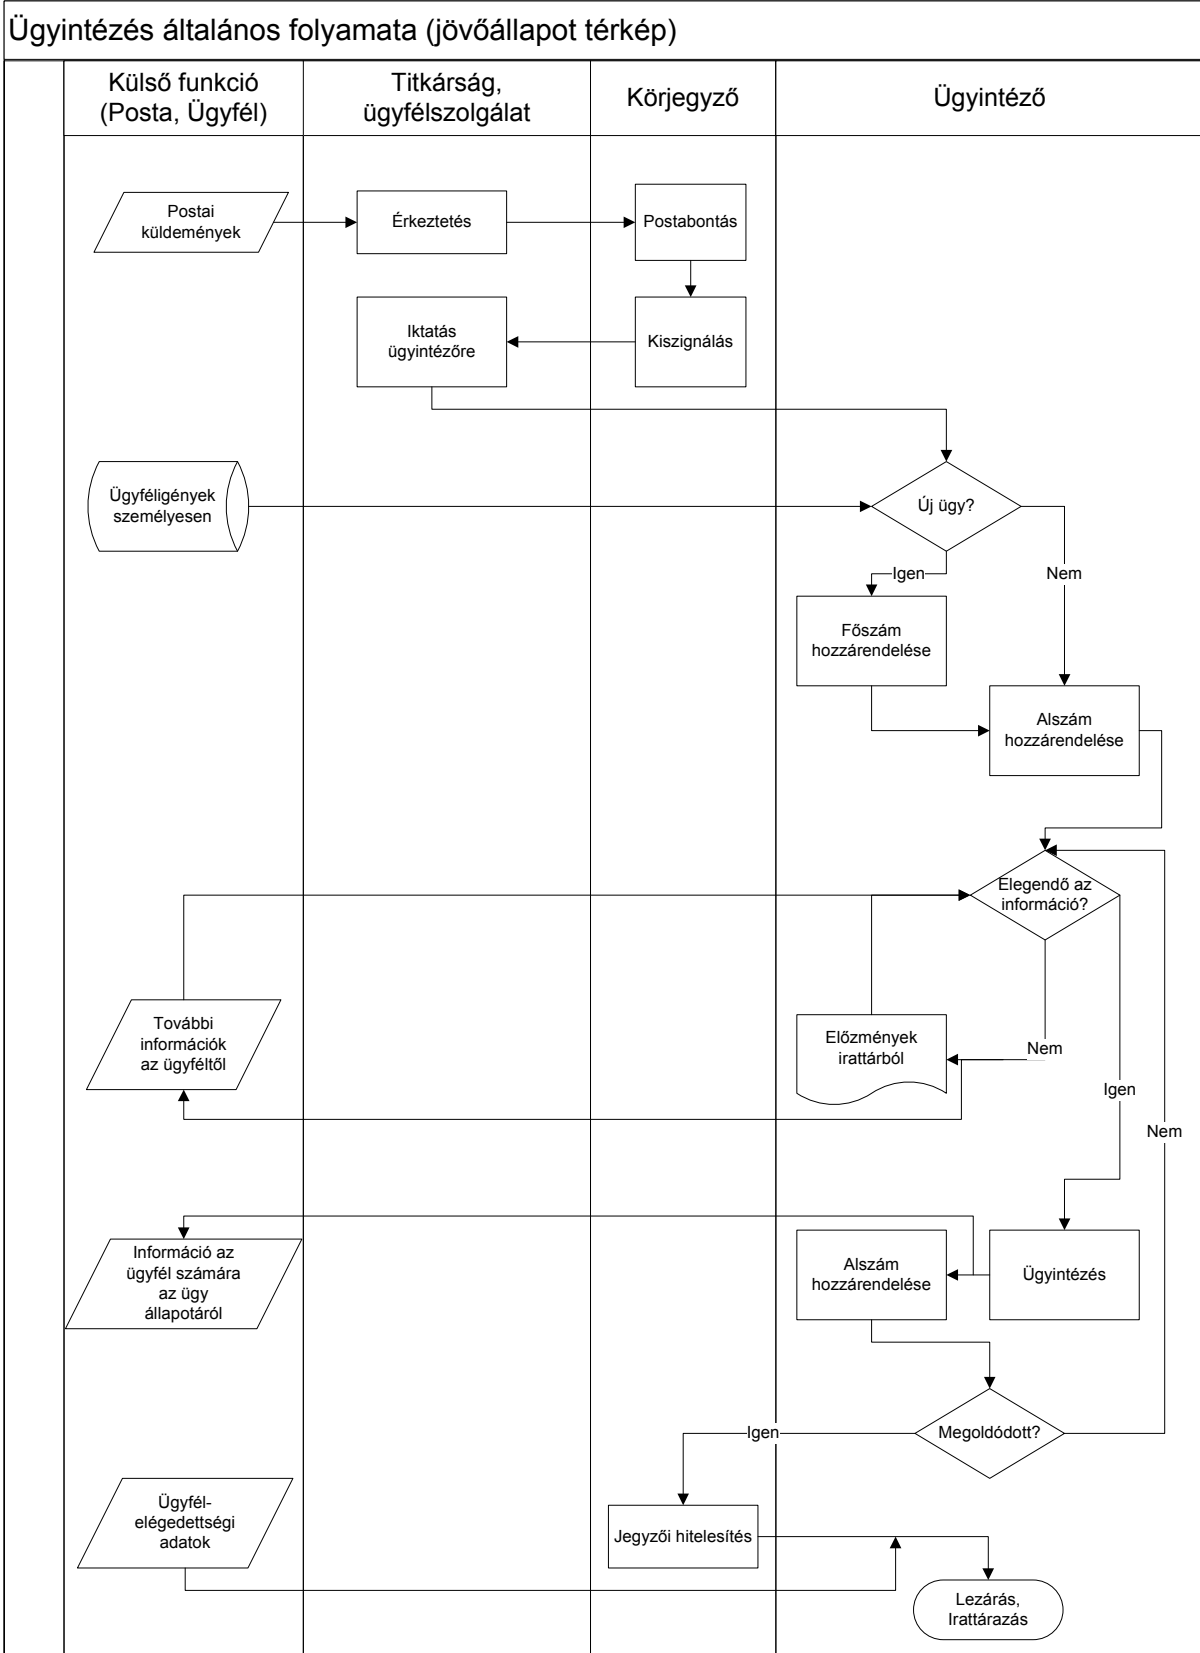 Ügyintézés általános folyamata (jövőállapot térkép)
Külső funkció
(Posta, Ügyfél)
Titkárság,
ügyfélszolgálat
Körjegyző
Ügyintéző
Postai
küldemények
Érkeztetés
Postabontás
Iktatás
ügyintézőre
Kiszignálás
Ügyféligények
személyesen
Új ügy?
Igen
Nem
Főszám
hozzárendelése
Alszám
hozzárendelése
Elegendő az
információ?
További
információk
az ügyféltől
Előzmények
irattárból
Nem
Igen
Nem
Információ az
ügyfél számára
az ügy
állapotáról
Alszám
hozzárendelése
Ügyintézés
Igen
Megoldódott?
Ügyfél-
elégedettségi
adatok
Jegyzői hitelesítés
Lezárás,
Irattárazás